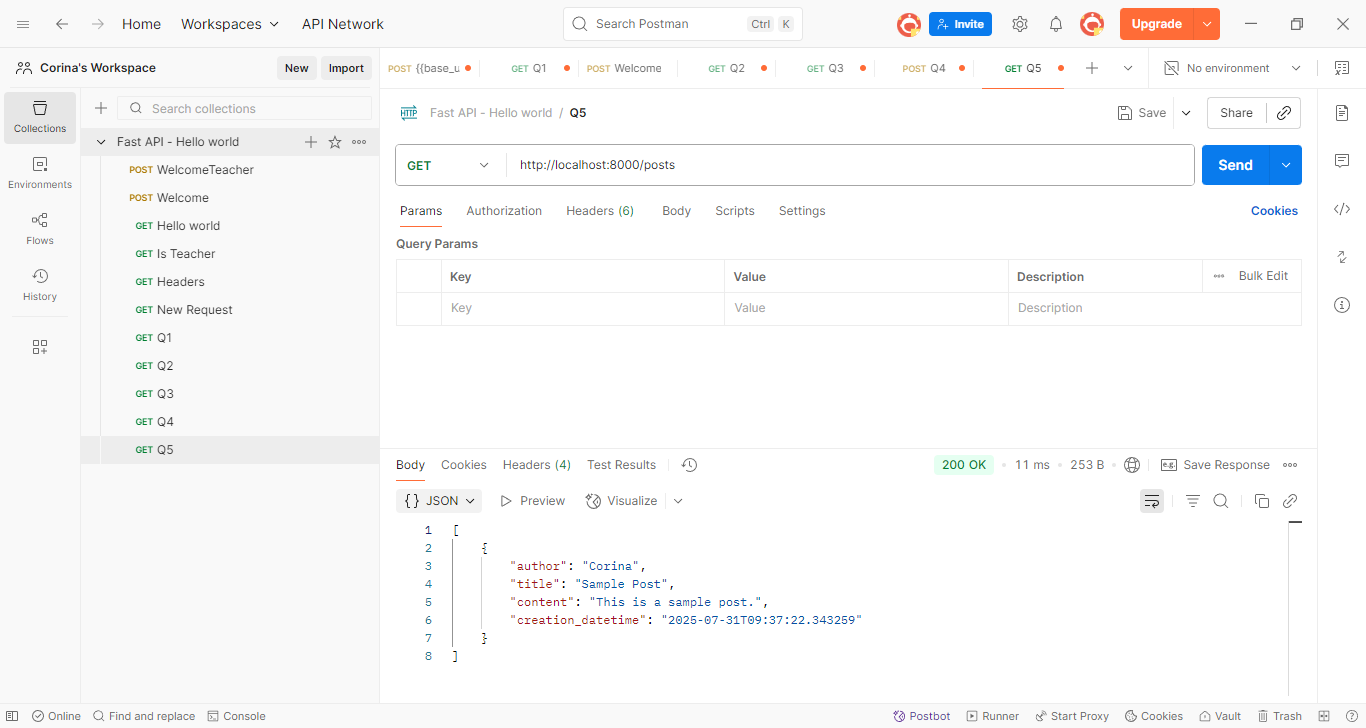 Home Workspaces API Network Search Postman Ctrl K Invite Upgrade
Corina's Workspace New Import POST {{base_u GET Q1 POST Welcome GET Q2 GET Q3 POST Q4 GET Q5 No environment
Collections
Environments
Flows
History
Search collections
Fast API - Hello world
POST WelcomeTeacher
POST Welcome
GET Hello world
GET Is Teacher
GET Headers
GET New Request
GET Q1
GET Q2
GET Q3
GET Q4
GET Q5
HTTP Fast API - Hello world / Q5 Save Share
GET http://localhost:8000/posts Send
Params Authorization Headers (6) Body Scripts Settings Cookies
Query Params
Key Value Description Bulk Edit
Key Value Description
Body Cookies Headers (4) Test Results 200 OK 11 ms 253 B e.g. Save Response
{} JSON Preview Visualize
1 [
2 {
3 "author": "Corina",
4 "title": "Sample Post",
5 "content": "This is a sample post.",
6 "creation_datetime": "2025-07-31T09:37:22.343259"
7 }
8 ]
Online Find and replace Console Postbot Runner Start Proxy Cookies Vault Trash